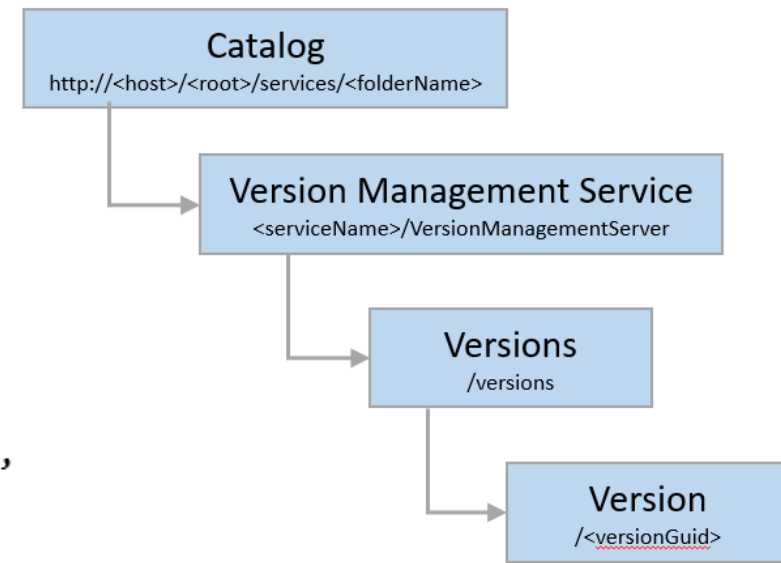 Catalog
http://<host>/<root>/services/<folderName>
Version Management Service
<serviceName>/VersionManagementServer
Versions
/versions
,
Version
/<versionGuid>